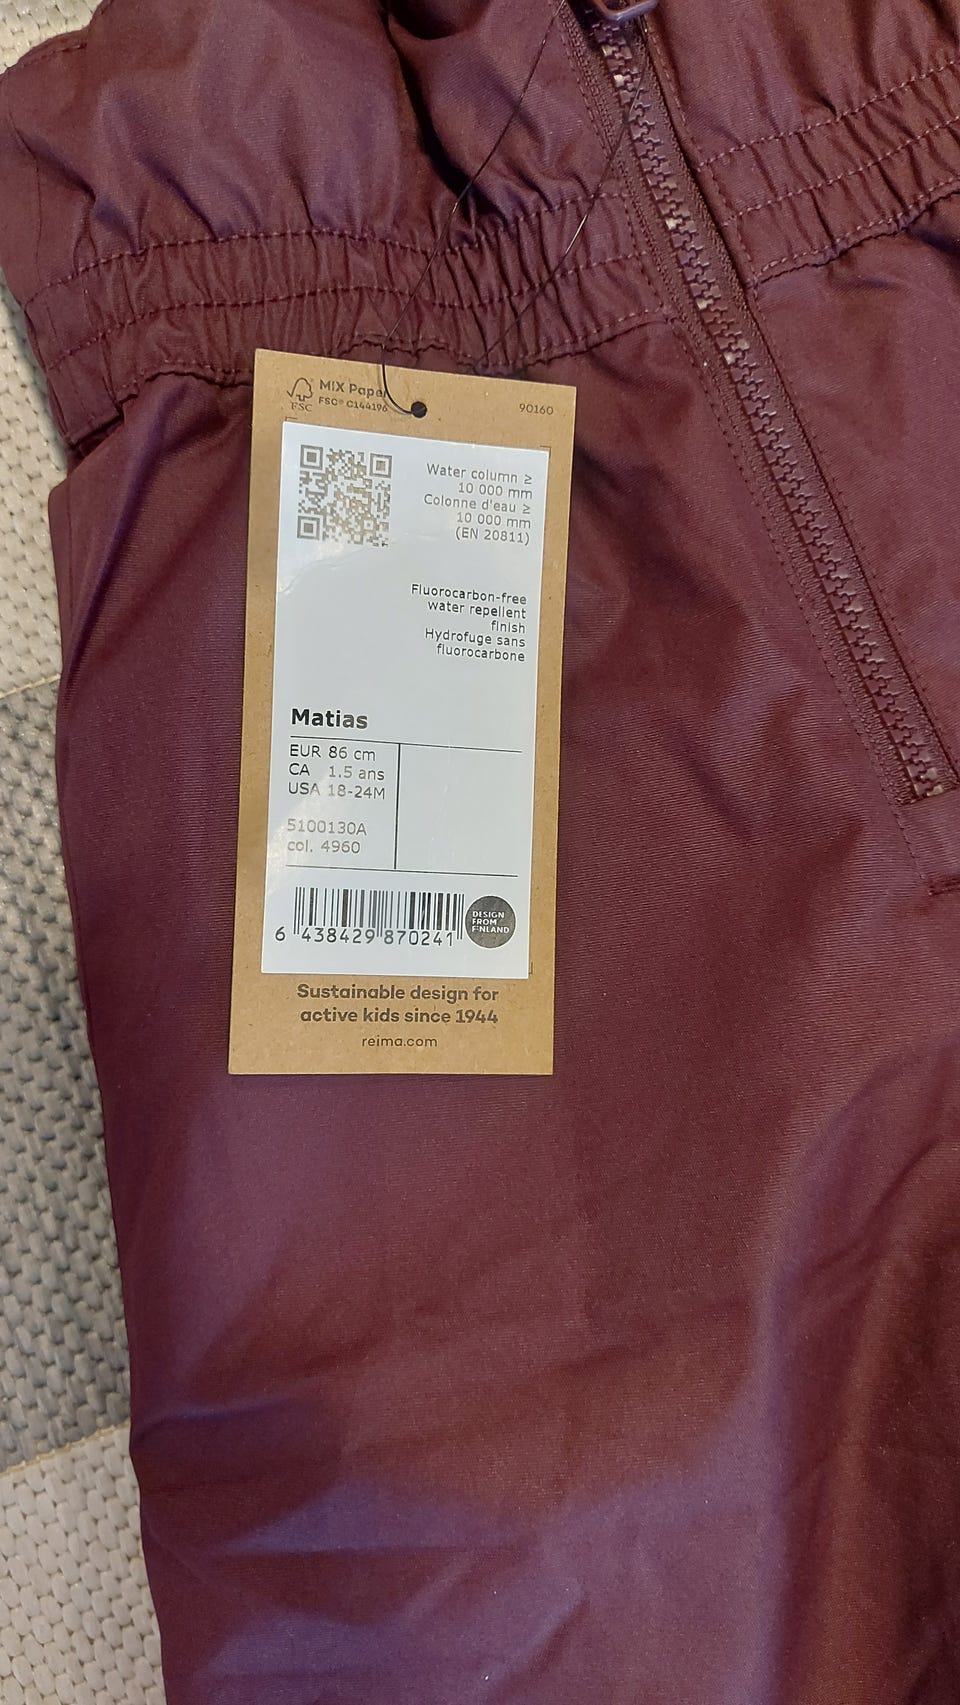 FSC
MIX Paper
FSC® C144196
90160
Water column ≥
10 000 mm
Colonne d'eau ≥
10 000 mm
(EN 20811)
Fluorocarbon-free
water repellent
finish
Hydrofuge sans
fluorocarbone
Matias
EUR 86 cm
CA 1.5 ans
USA 18-24M
5100130A
col. 4960
6 438429 870241
DESIGN
FROM
FINLAND
Sustainable design for
active kids since 1944
reima.com